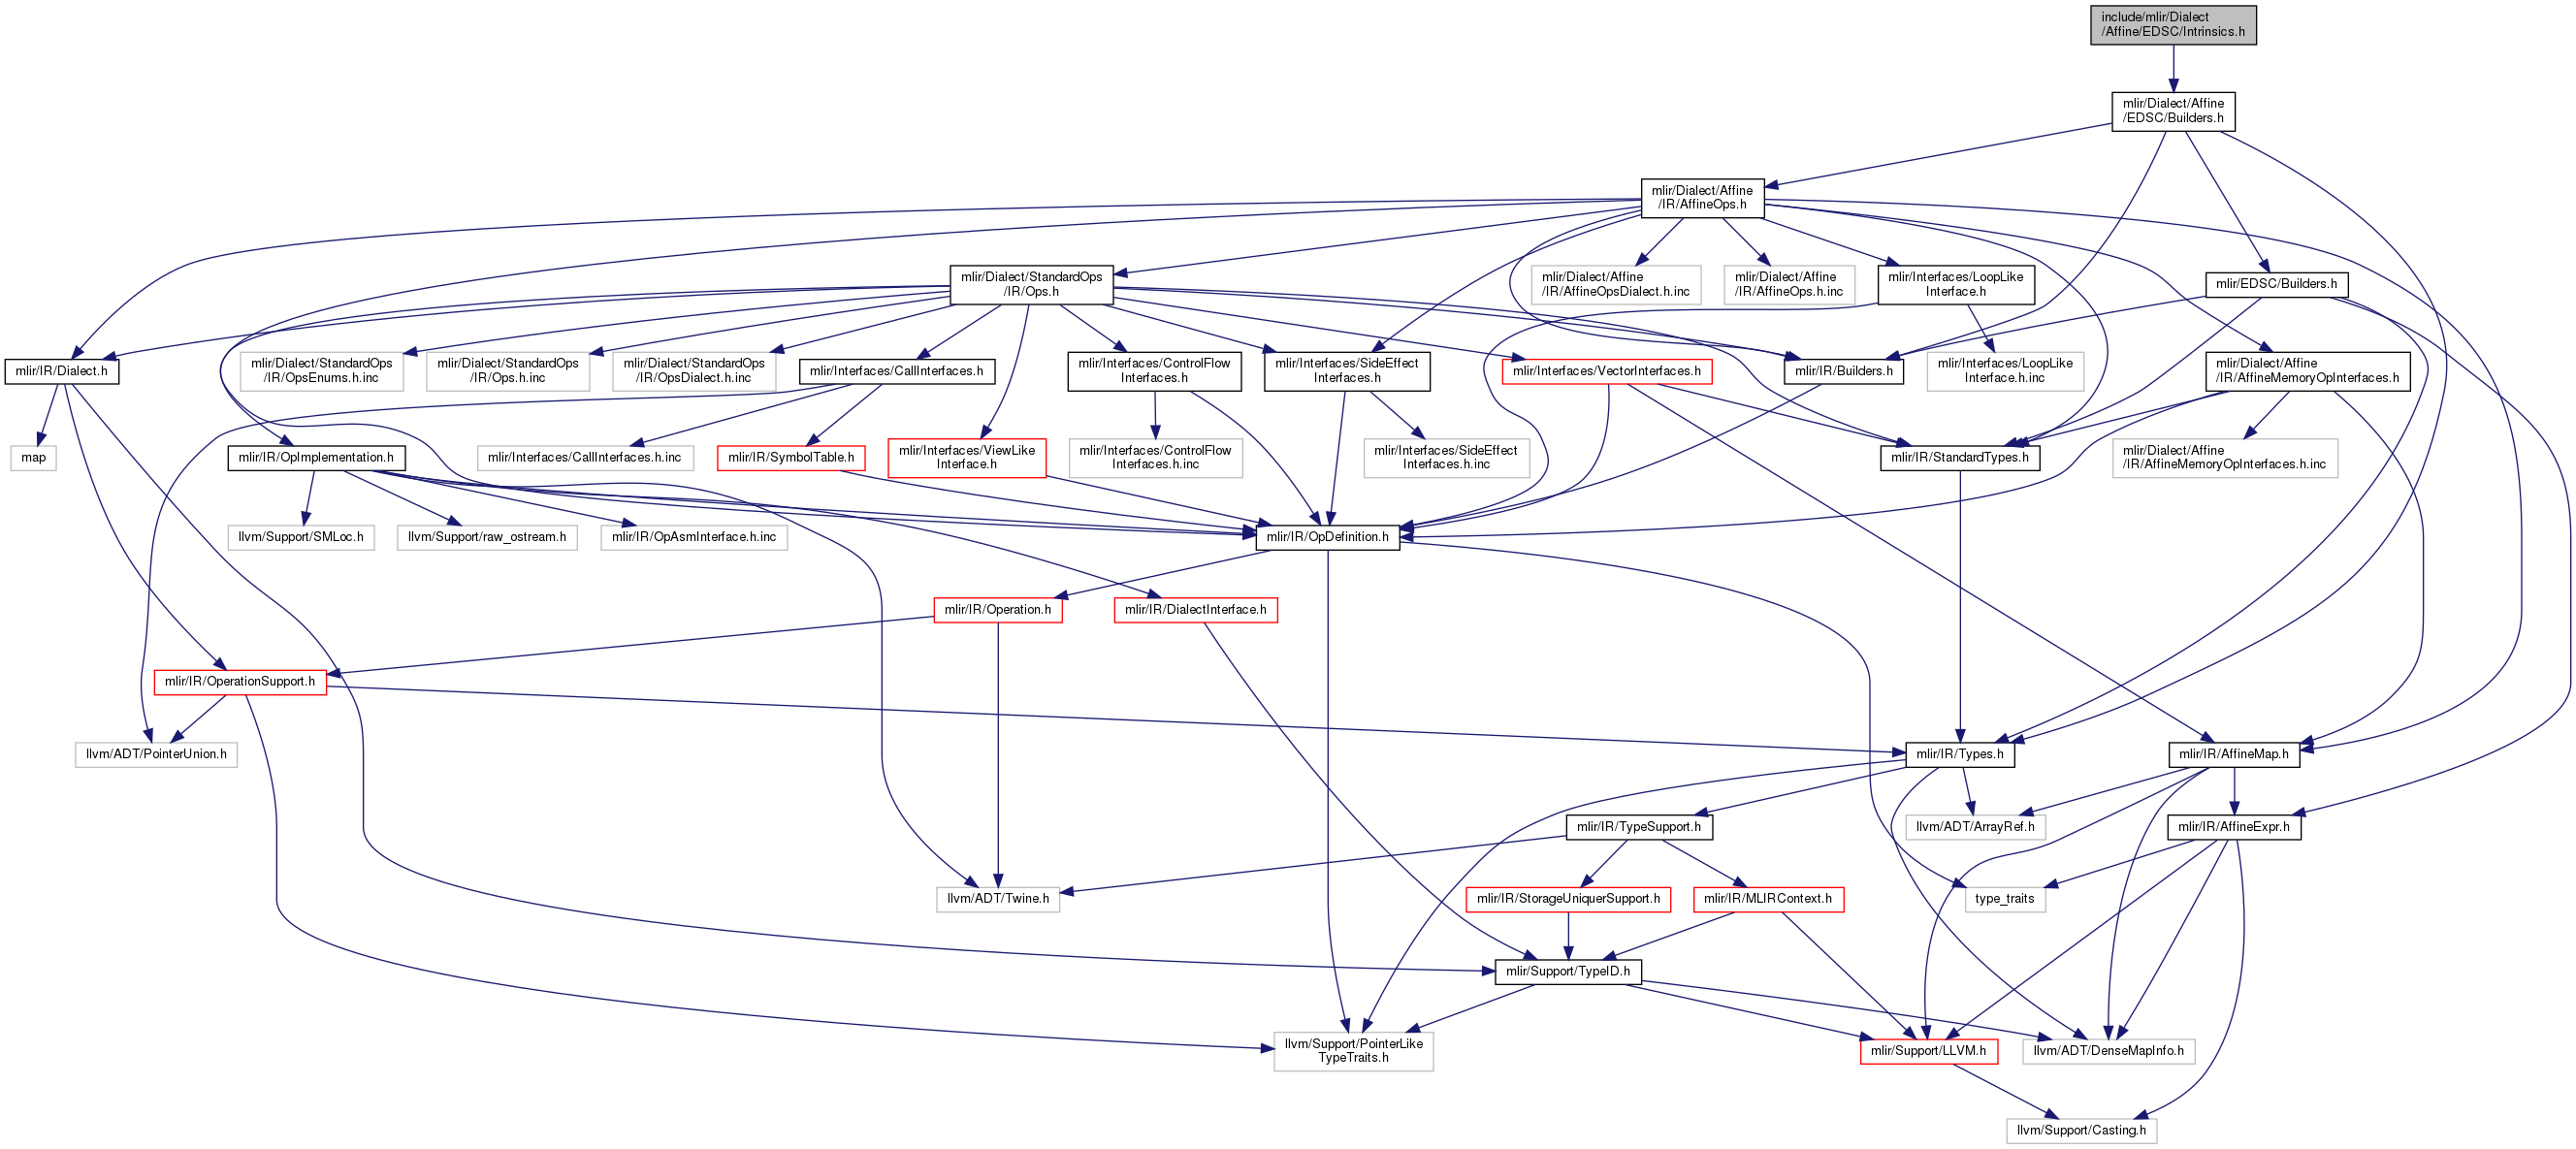 include/mlir/Dialect
/Affine/EDSC/Intrinsics.h
mlir/Dialect/Affine
/EDSC/Builders.h
mlir/Dialect/Affine
/IR/AffineOps.h
mlir/Dialect/StandardOps
/IR/Ops.h
mlir/Dialect/Affine
/IR/AffineOpsDialect.h.inc
mlir/Dialect/Affine
/IR/AffineOps.h.inc
mlir/Interfaces/LoopLike
Interface.h
mlir/EDSC/Builders.h
mlir/IR/Dialect.h
mlir/Dialect/StandardOps
/IR/OpsEnums.h.inc
mlir/Dialect/StandardOps
/IR/Ops.h.inc
mlir/Dialect/StandardOps
/IR/OpsDialect.h.inc
mlir/Interfaces/CallInterfaces.h
mlir/Interfaces/ControlFlow
Interfaces.h
mlir/Interfaces/SideEffect
Interfaces.h
mlir/Interfaces/VectorInterfaces.h
mlir/IR/Builders.h
mlir/Interfaces/LoopLike
Interface.h.inc
mlir/Dialect/Affine
/IR/AffineMemoryOpInterfaces.h
map
mlir/IR/OpImplementation.h
mlir/Interfaces/CallInterfaces.h.inc
mlir/IR/SymbolTable.h
mlir/Interfaces/ViewLike
Interface.h
mlir/Interfaces/ControlFlow
Interfaces.h.inc
mlir/Interfaces/SideEffect
Interfaces.h.inc
mlir/IR/StandardTypes.h
mlir/Dialect/Affine
/IR/AffineMemoryOpInterfaces.h.inc
llvm/Support/SMLoc.h
llvm/Support/raw_ostream.h
mlir/IR/OpAsmInterface.h.inc
mlir/IR/OpDefinition.h
mlir/IR/Operation.h
mlir/IR/DialectInterface.h
mlir/IR/OperationSupport.h
llvm/ADT/PointerUnion.h
mlir/IR/Types.h
mlir/IR/AffineMap.h
mlir/IR/TypeSupport.h
llvm/ADT/ArrayRef.h
mlir/IR/AffineExpr.h
llvm/ADT/Twine.h
mlir/IR/StorageUniquerSupport.h
mlir/IR/MLIRContext.h
type_traits
mlir/Support/TypeID.h
llvm/Support/PointerLike
TypeTraits.h
mlir/Support/LLVM.h
llvm/ADT/DenseMapInfo.h
llvm/Support/Casting.h